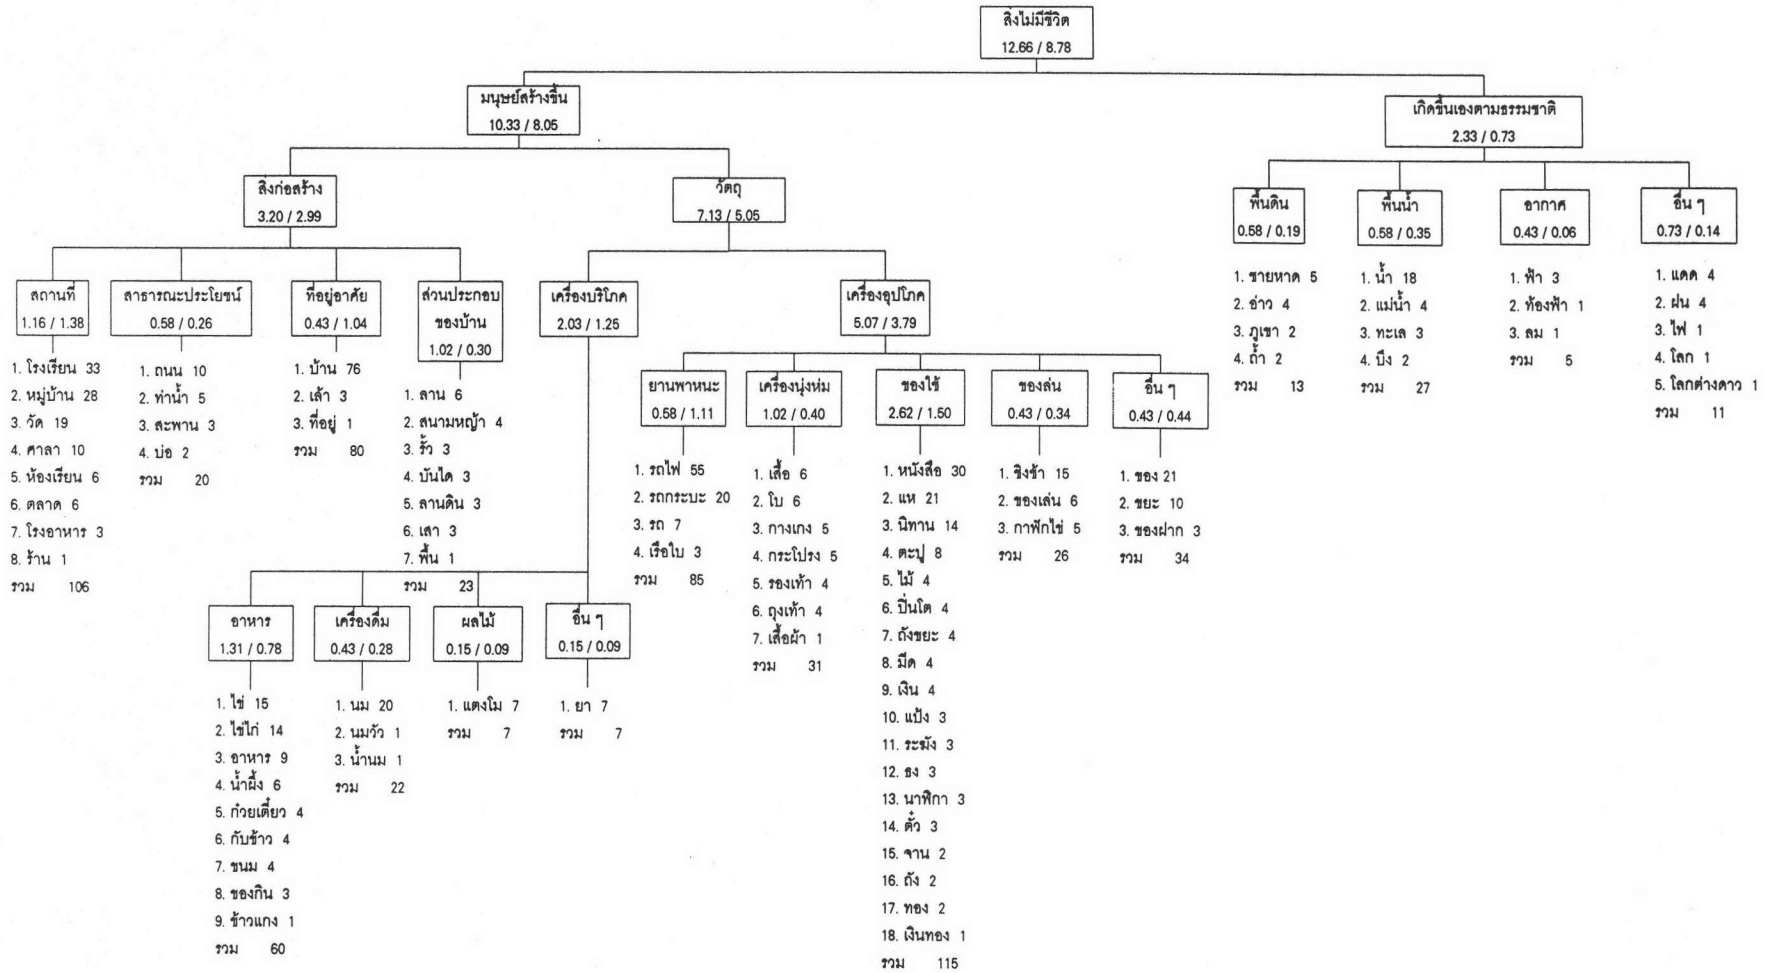 สิ่งไม่มีชีวิต
12.66 / 8.78
มนุษย์สร้างขึ้น
10.33 / 8.05
เกิดขึ้นเองตามธรรมชาติ
2.33 / 0.73
สิ่งก่อสร้าง
3.20 / 2.99
วัตถุ
7.13 / 5.05
พื้นดิน
0.58 / 0.19
1. ชายหาด 5
2. อ่าว 4
3. ภูเขา 2
4. ถ้ำ 2
รวม 13
พื้นน้ำ
0.58 / 0.35
1. น้ำ 18
2. แม่น้ำ 4
3. ทะเล 3
4. บึง 2
รวม 27
อากาศ
0.43 / 0.06
1. ฟ้า 3
2. ท้องฟ้า 1
3. ลม 1
รวม 5
อื่น ๆ
0.73 / 0.14
1. แดด 4
2. ฝน 4
3. ไฟ 1
4. โลก 1
5. โลกต่างดาว 1
รวม 11
สถานที่
1.16 / 1.38
1. โรงเรียน 33
2. หมู่บ้าน 28
3. วัด 19
4. ศาลา 10
5. ห้องเรียน 6
6. ตลาด 6
7. โรงอาหาร 3
8. ร้าน 1
รวม 106
สาธารณะประโยชน์
0.58 / 0.26
1. ถนน 10
2. ท่าน้ำ 5
3. สะพาน 3
4. บ่อ 2
รวม 20
ที่อยู่อาศัย
0.43 / 1.04
1. บ้าน 76
2. เล้า 3
3. ที่อยู่ 1
รวม 80
ส่วนประกอบ
ของบ้าน
1.02 / 0.30
1. ลาน 6
2. สนามหญ้า 4
3. รั้ว 3
4. บันได 3
5. ลานดิน 3
6. เสา 3
7. พื้น 1
รวม 23
เครื่องบริโภค
2.03 / 1.25
เครื่องอุปโภค
5.07 / 3.79
ยานพาหนะ
0.58 / 1.11
1. รถไฟ 55
2. รถกระบะ 20
3. รถ 7
4. เรือใบ 3
รวม 85
เครื่องนุ่งห่ม
1.02 / 0.40
1. เสื้อ 6
2. โบ 6
3. กางเกง 5
4. กระโปรง 5
5. รองเท้า 4
6. ถุงเท้า 4
7. เสื้อผ้า 1
รวม 31
ของใช้
2.62 / 1.50
1. หนังสือ 30
2. แห 21
3. นิทาน 14
4. ตะปู 8
5. ไม้ 4
6. ปิ่นโต 4
7. ถังขยะ 4
8. มีด 4
9. เงิน 4
10. แป้ง 3
11. ระฆัง 3
12. ธง 3
13. นาฬิกา 3
14. ตั๋ว 3
15. จาน 2
16. ถัง 2
17. ทอง 2
18. เงินทอง 1
รวม 115
ของล่น
0.43 / 0.34
1. ชิงช้า 15
2. ของเล่น 6
3. กาฟักไข่ 5
รวม 26
อื่น ๆ
0.43 / 0.44
1. ของ 21
2. ขยะ 10
3. ของฝาก 3
รวม 34
อาหาร
1.31 / 0.78
1. ไข่ 15
2. ไข่ไก่ 14
3. อาหาร 9
4. น้ำผึ้ง 6
5. ก๋วยเตี๋ยว 4
6. กับข้าว 4
7. ขนม 4
8. ของกิน 3
9. ข้าวแกง 1
รวม 60
เครื่องดื่ม
0.43 / 0.28
1. นม 20
2. นมวัว 1
3. น้ำนม 1
รวม 22
ผลไม้
0.15 / 0.09
1. แตงโม 7
รวม 7
อื่น ๆ
0.15 / 0.09
1. ยา 7
รวม 7